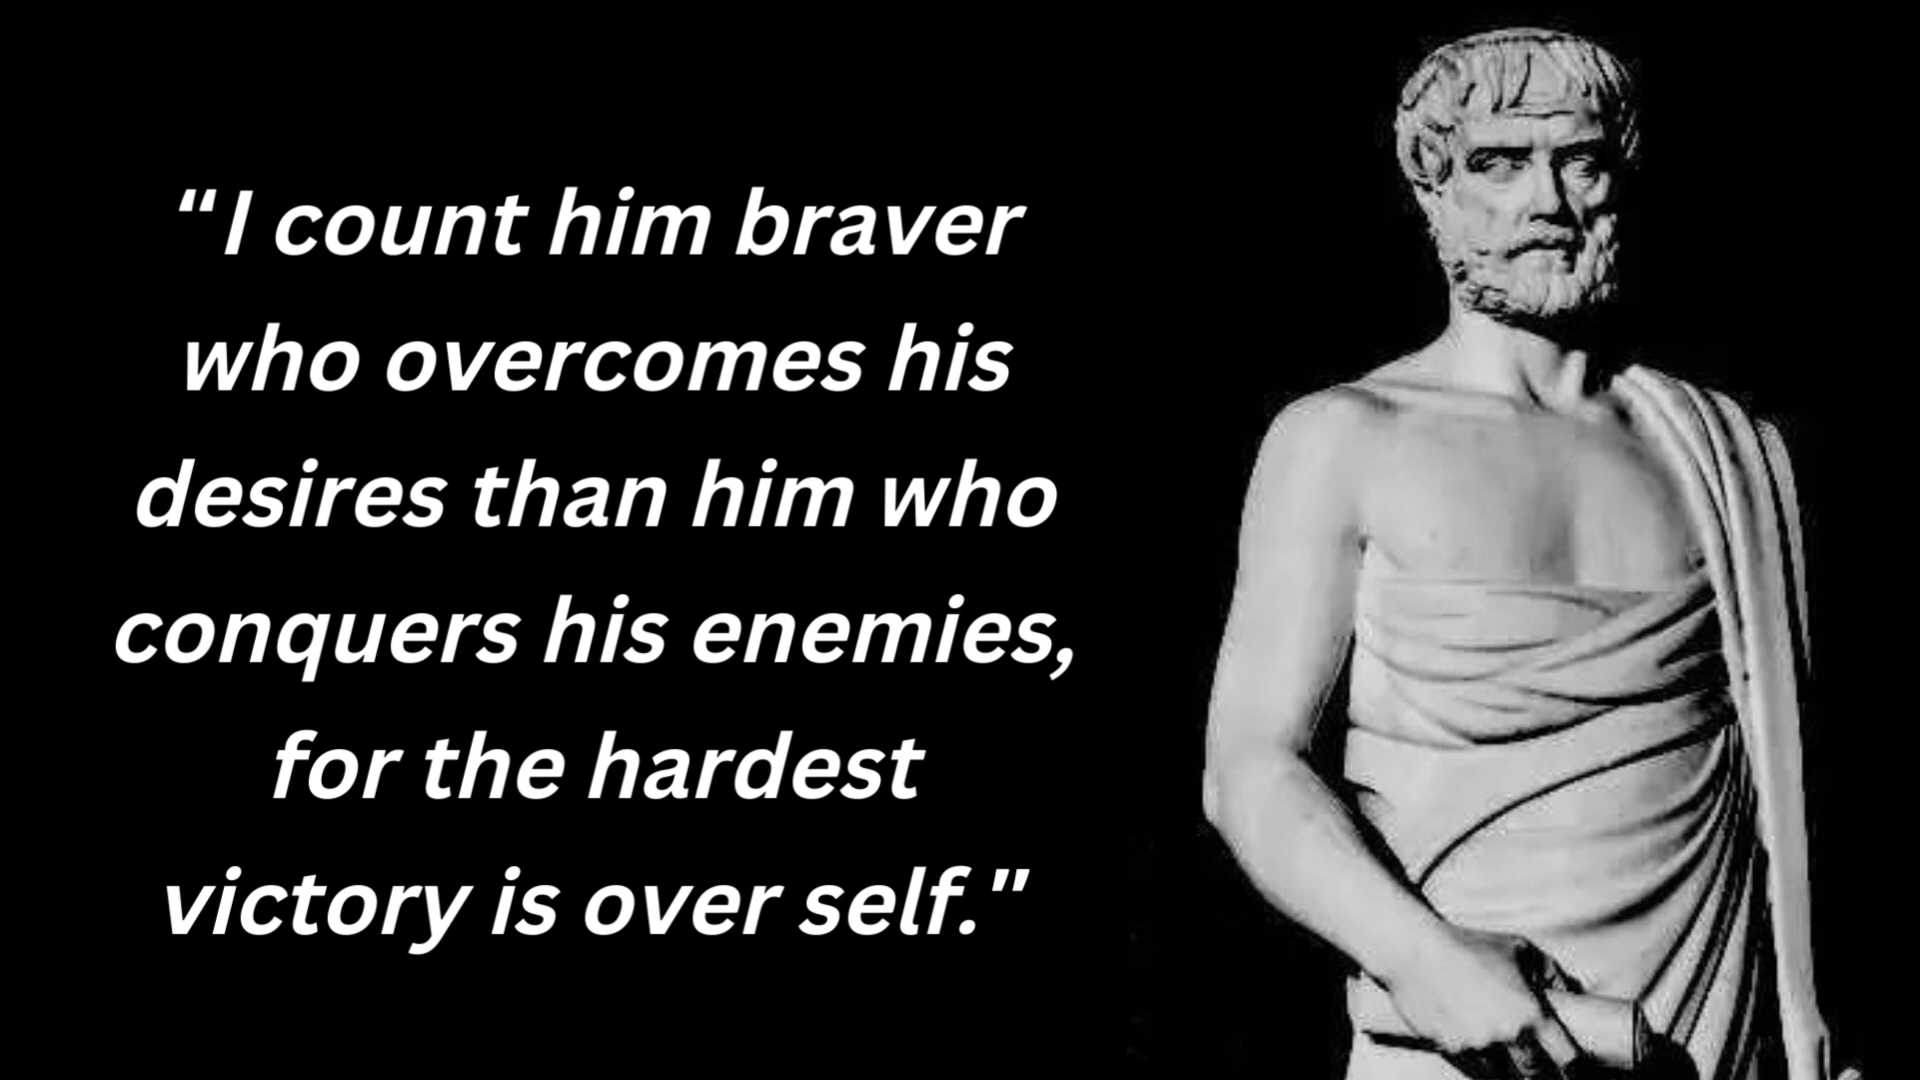 “I count him braver
who overcomes his
desires than him who
conquers his enemies,
for the hardest
victory is over self."